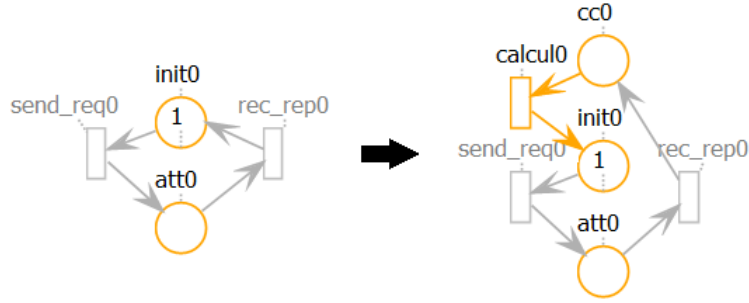 init0
send_req0
rec_rep0
1
att0
cc0
calcul0
init0
send_req0
1
rec_rep0
att0